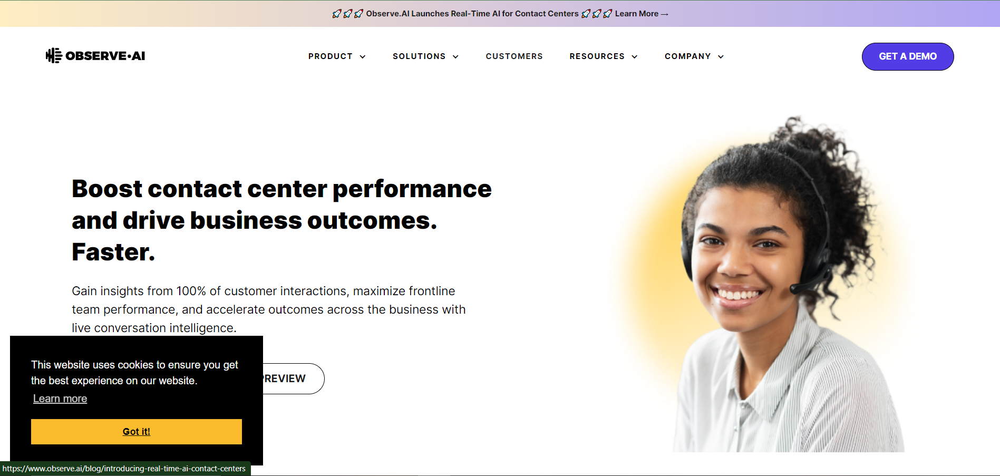 🚀🚀🚀 Observe.AI Launches Real-Time AI for Contact Centers 🚀🚀🚀 Learn More →
OBSERVE•AI
PRODUCT
SOLUTIONS
CUSTOMERS
RESOURCES
COMPANY
GET A DEMO
Boost contact center performance
and drive business outcomes.
Faster.
Gain insights from 100% of customer interactions, maximize frontline
team performance, and accelerate outcomes across the business with
live conversation intelligence.
PREVIEW
This website uses cookies to ensure you get
the best experience on our website.
Learn more
Got it!
https://www.observe.ai/blog/introducing-real-time-ai-contact-centers